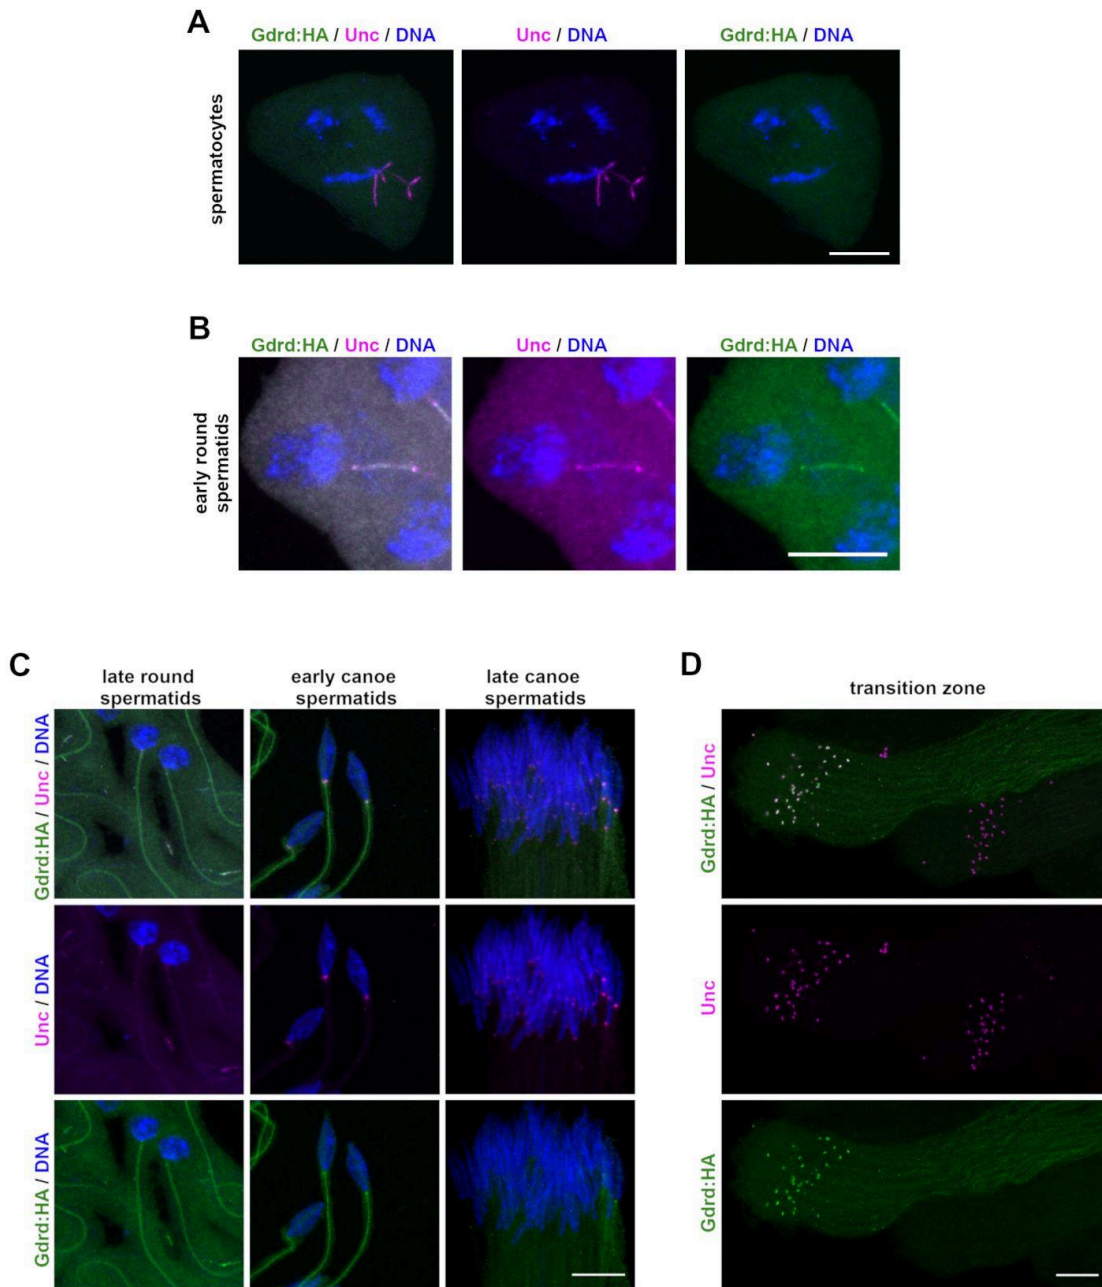 A
Gdrd:HA / Unc / DNA
Unc / DNA
Gdrd:HA / DNA
spermatocytes
B
Gdrd:HA / Unc / DNA
Unc / DNA
Gdrd:HA / DNA
early round
spermatids
C
late round
spermatids
early canoe
spermatids
late canoe
spermatids
Gdrd:HA / Unc / DNA
Unc / DNA
Gdrd:HA / DNA
D
transition zone
Gdrd:HA / Unc
Unc
Gdrd:HA